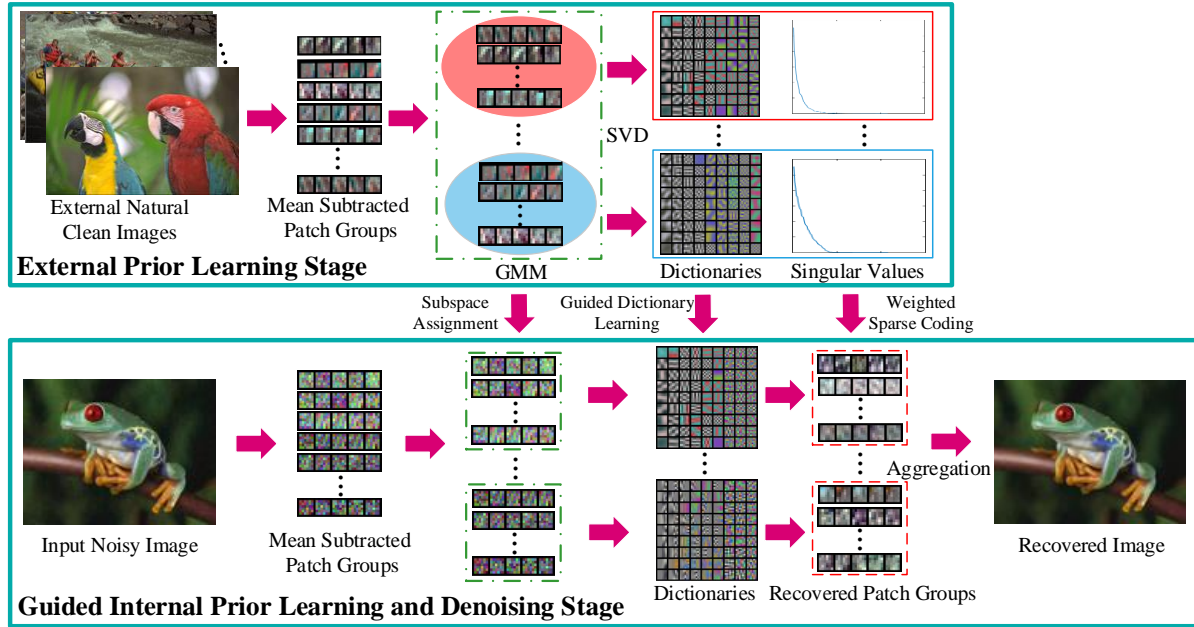 SVD
External Natural
Clean Images
Mean Subtracted
Patch Groups
GMM
Dictionaries
Singular Values
External Prior Learning Stage
Subspace
Assignment
Guided Dictionary
Learning
Weighted
Sparse Coding
Aggregation
Input Noisy Image
Mean Subtracted
Patch Groups
Dictionaries
Recovered Patch Groups
Recovered Image
Guided Internal Prior Learning and Denoising Stage